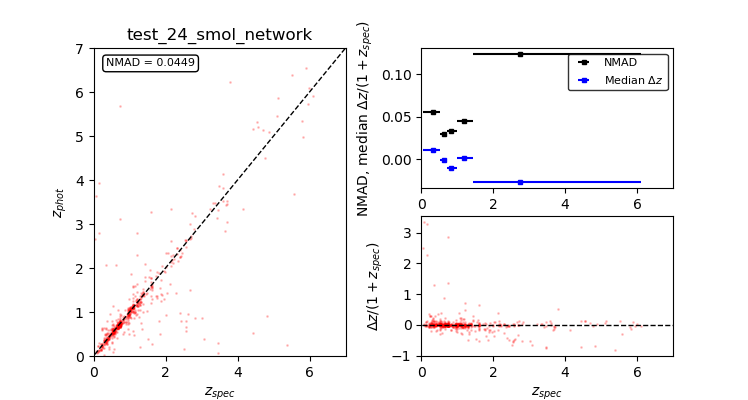 test_24_smol_network
NMAD = 0.0449
7
6
5
4
3
2
1
0
z_phot
0 2 4 6
z_spec
NMAD, median Δz/(1 + z_spec)
0.10
0.05
0.00
NMAD
Median Δz
0 2 4 6
Δz/(1 + z_spec)
3
2
1
0
−1
0 2 4 6
z_spec